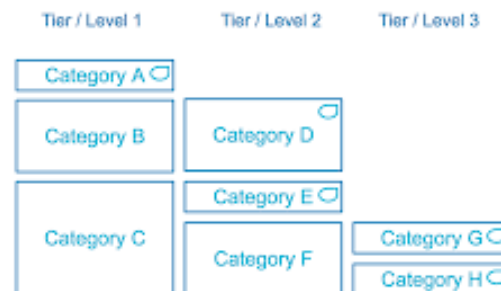 Tier / Level 1
Tier / Level 2
Tier / Level 3
Category A
Category B
Category D
Category E
Category C
Category G
Category F
Category H